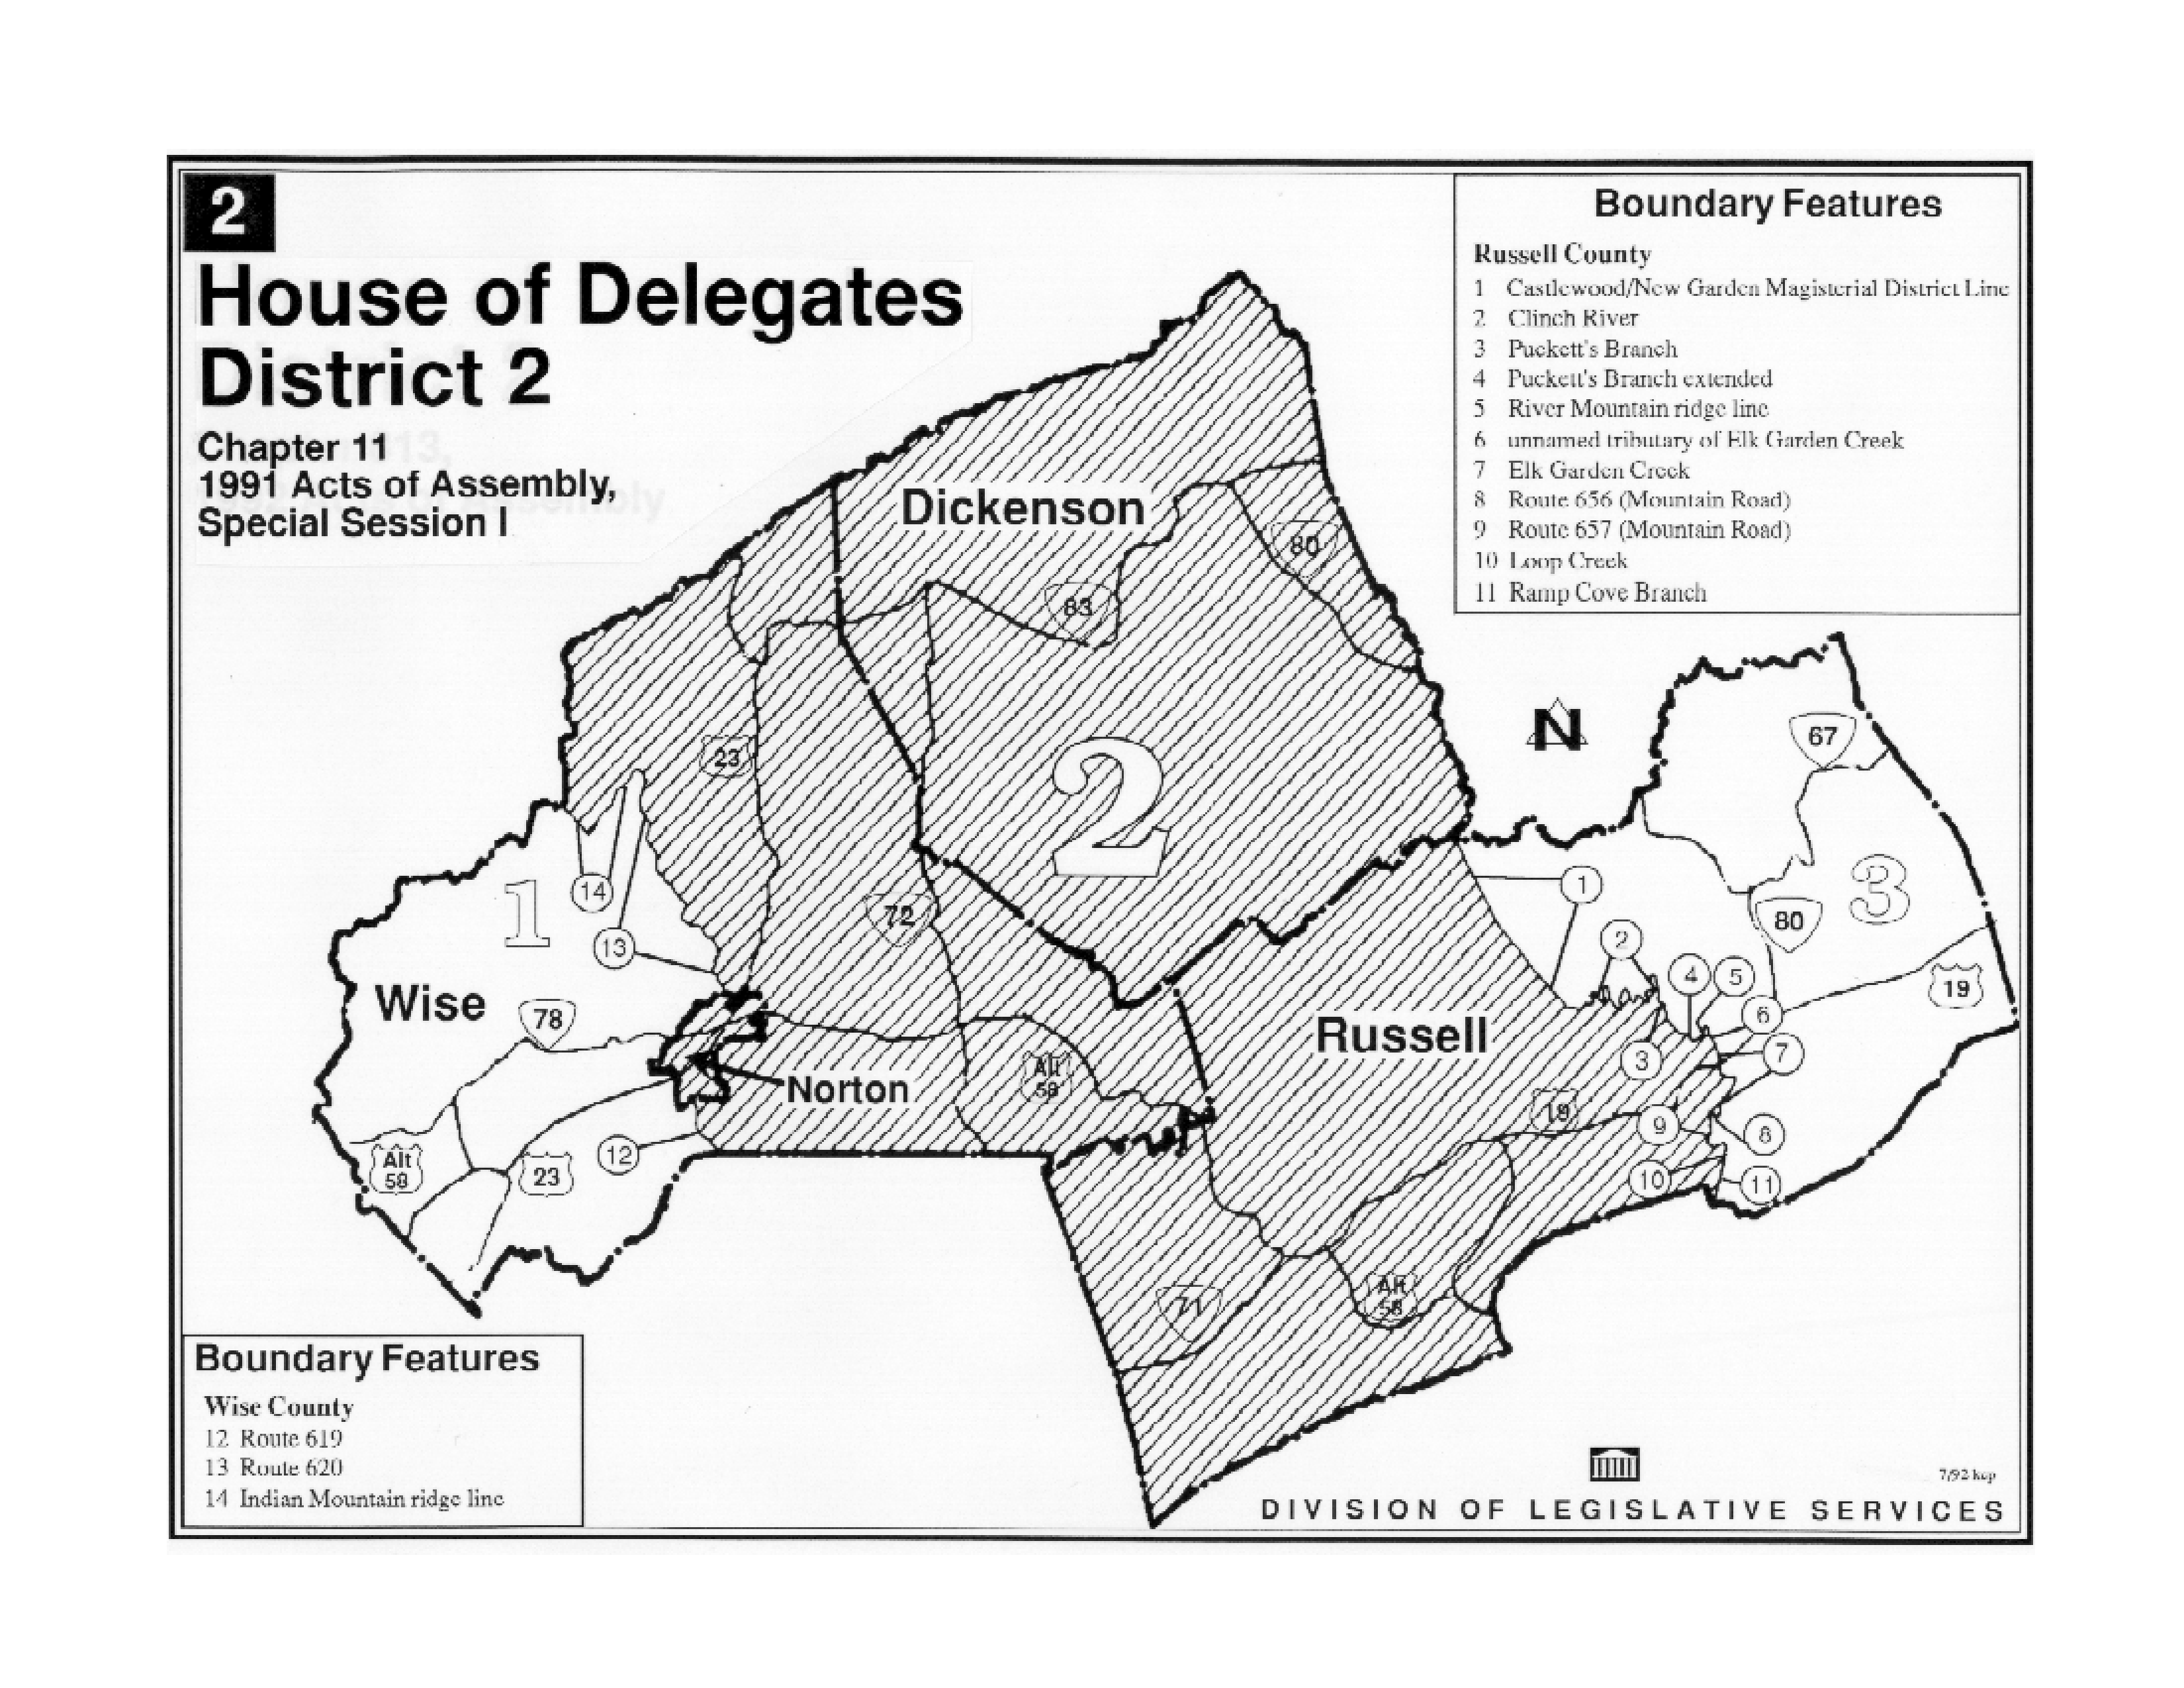 2
House of Delegates
District 2
Chapter 11
1991 Acts of Assembly,
Special Session I
Boundary Features
Russell County
1 Castlewood/New Garden Magisterial District Line
2 Clinch River
3 Puckett's Branch
4 Puckett's Branch extended
5 River Mountain ridge line
6 unnamed tributary of Elk Garden Creek
7 Elk Garden Creek
8 Route 656 (Mountain Road)
9 Route 657 (Mountain Road)
10 Loop Creek
11 Ramp Cove Branch
Dickenson
80
83
N
67
23
2
1
14
1
3
72
80
13
2
4
5
19
Wise
78
6
Russell
3
7
Norton
Alt
58
19
9
8
12
Alt
58
23
10
11
71
Alt
58
Boundary Features
Wise County
12 Route 619
13 Route 620
14 Indian Mountain ridge line
7/92 kcp
DIVISION OF LEGISLATIVE SERVICES